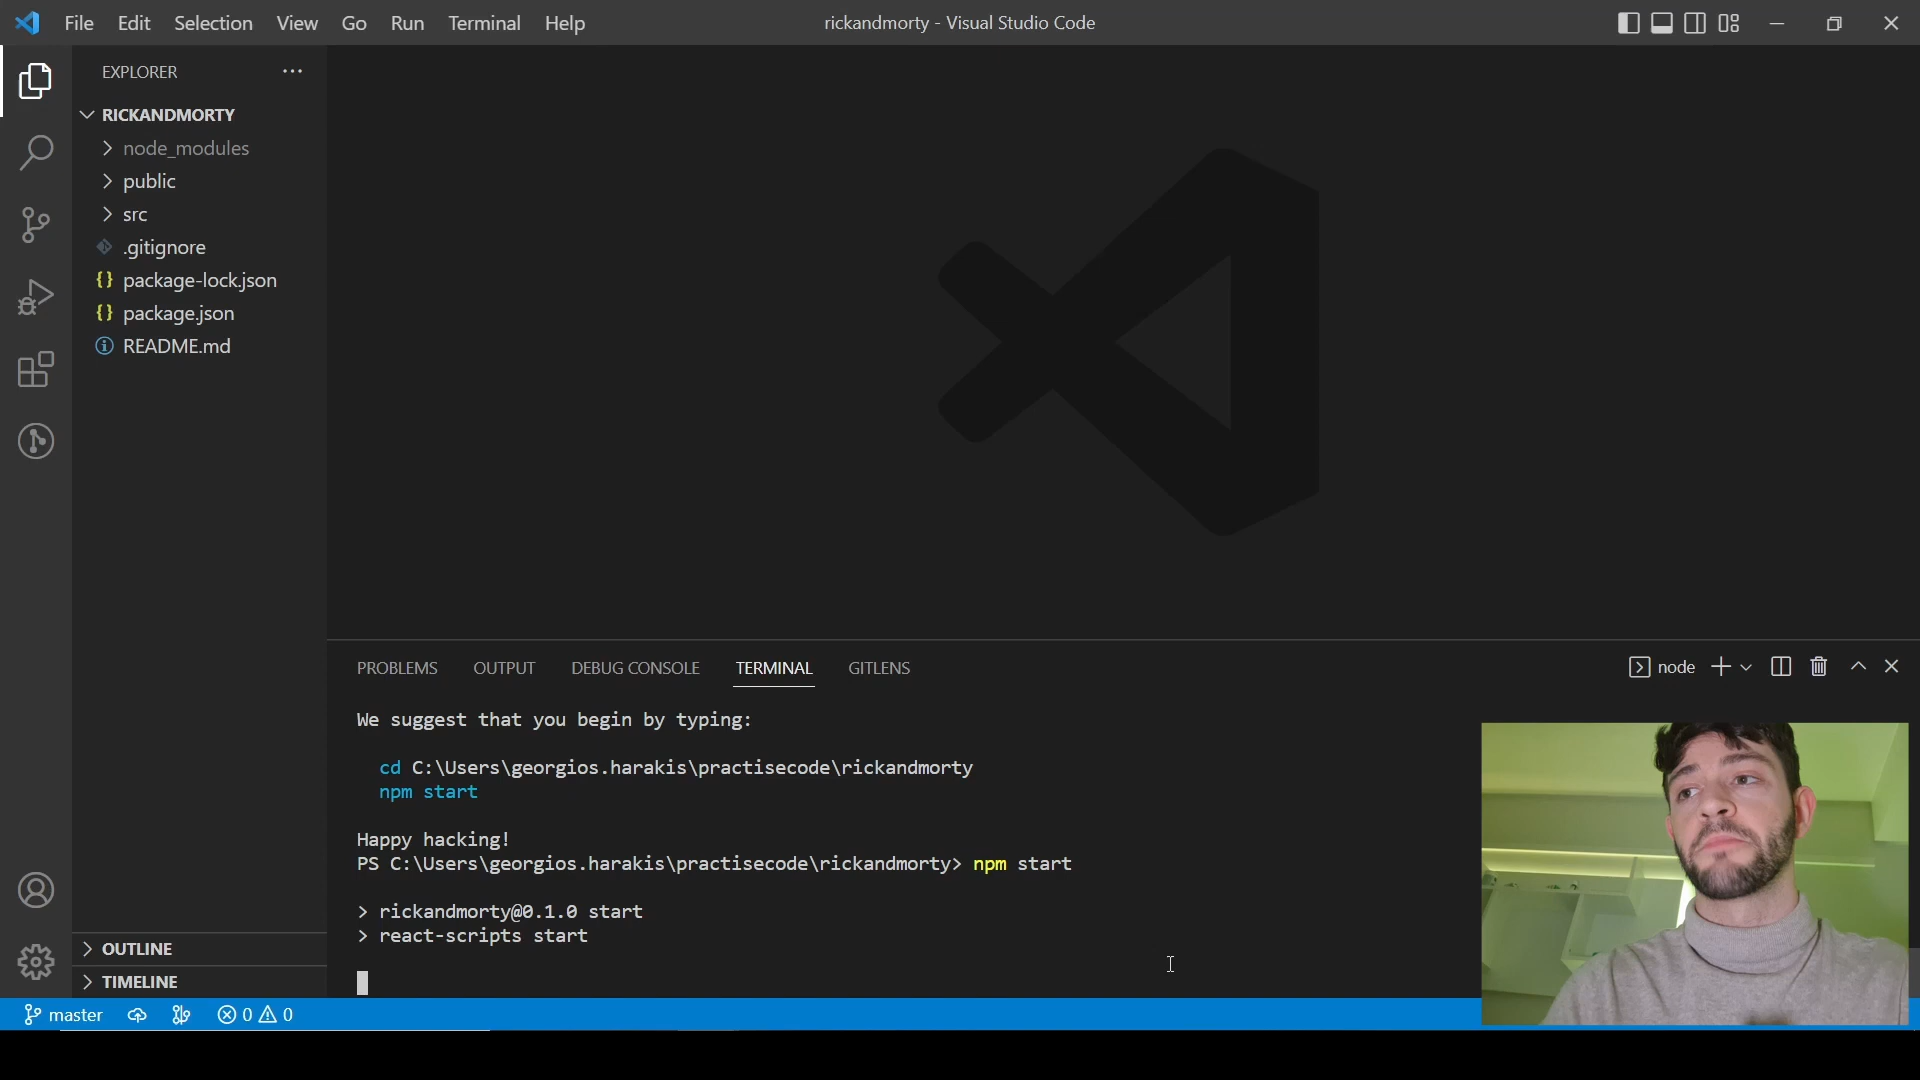 File Edit Selection View Go Run Terminal Help
rickandmorty - Visual Studio Code
EXPLORER
RICKANDMORTY
node_modules
public
src
.gitignore
package-lock.json
package.json
README.md
OUTLINE
TIMELINE
PROBLEMS OUTPUT DEBUG CONSOLE TERMINAL GITLENS
node
We suggest that you begin by typing:
cd C:\Users\georgios.harakis\practisecode\rickandmorty
npm start
Happy hacking!
PS C:\Users\georgios.harakis\practisecode\rickandmorty> npm start
> rickandmorty@0.1.0 start
> react-scripts start
master 0 0